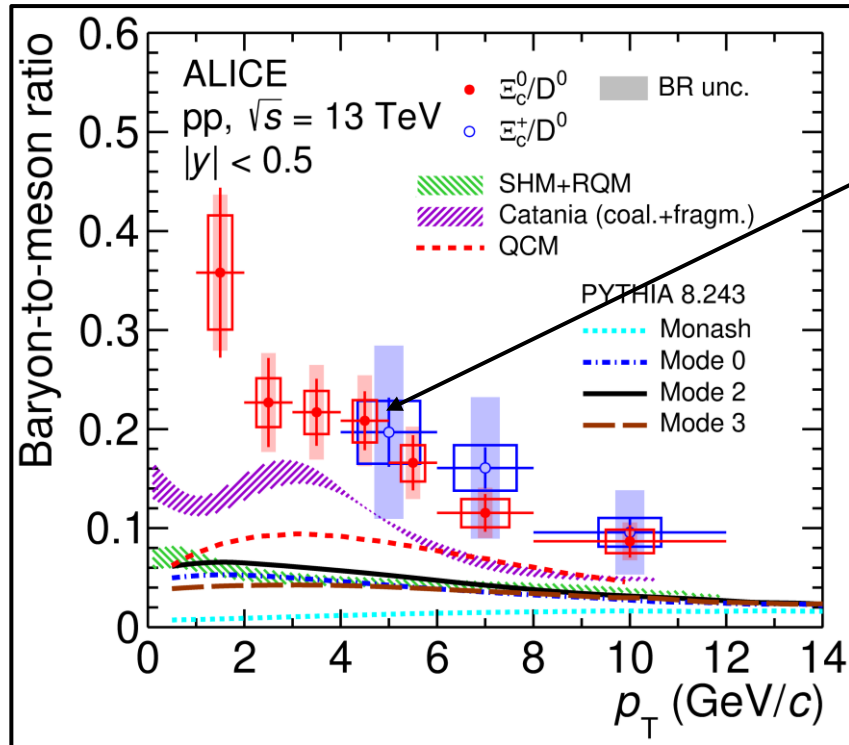 Baryon-to-meson ratio
0.6
0.5
0.4
0.3
0.2
0.1
0
ALICE
pp, √s = 13 TeV
|y| < 0.5
Ξc0/D0
Ξc+/D0
BR unc.
SHM+RQM
Catania (coal.+fragm.)
QCM
PYTHIA 8.243
Monash
Mode 0
Mode 2
Mode 3
0 2 4 6 8 10 12 14
pT (GeV/c)